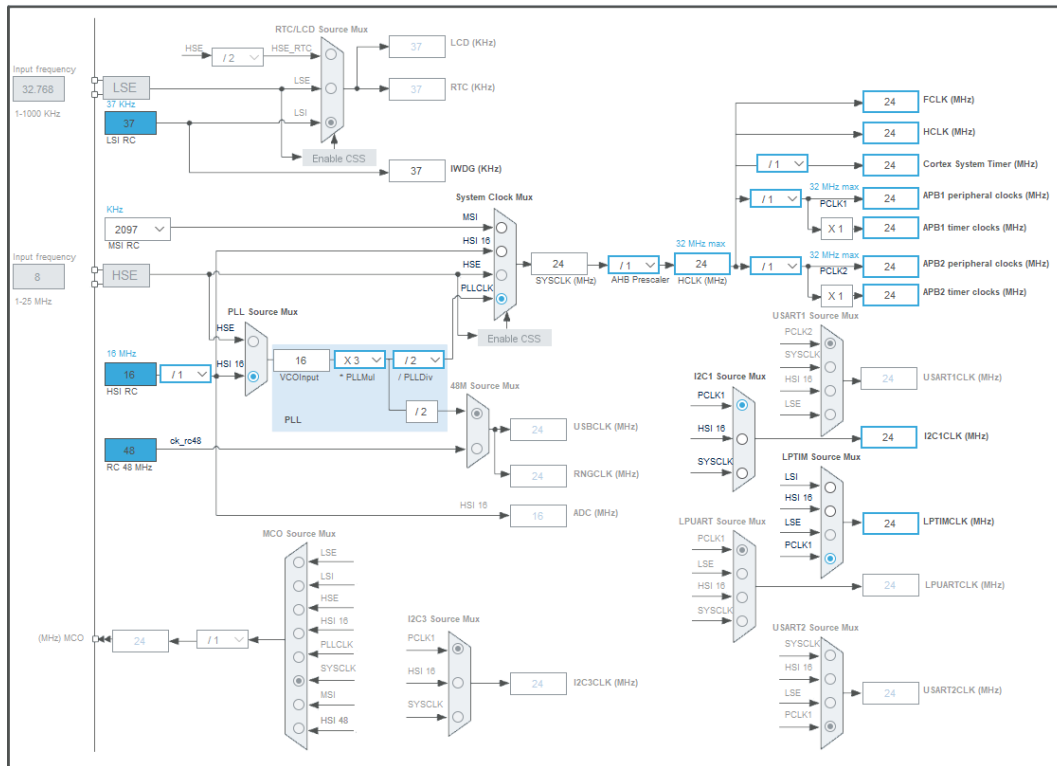 RTC/LCD Source Mux
HSE
/ 2
HSE_RTC
37
LCD (KHz)
Input frequency
32.768
1-1000 KHz
LSE
LSE
37
RTC (KHz)
37 KHz
37
LSI RC
LSI
Enable CSS
37
IWDG (KHz)
24
FCLK (MHz)
24
HCLK (MHz)
/ 1
24
Cortex System Timer (MHz)
32 MHz max
/ 1
PCLK1
24
APB1 peripheral clocks (MHz)
X 1
24
APB1 timer clocks (MHz)
32 MHz max
/ 1
PCLK2
24
APB2 peripheral clocks (MHz)
X 1
24
APB2 timer clocks (MHz)
System Clock Mux
KHz
2097
MSI RC
MSI
HSI 16
HSE
PLLCLK
Enable CSS
24
SYSCLK (MHz)
/ 1
AHB Prescaler
32 MHz max
24
HCLK (MHz)
Input frequency
8
1-25 MHz
HSE
PLL Source Mux
HSE
HSI 16
16 MHz
16
HSI RC
/ 1
16
VCOInput
X 3
* PLLMul
/ 2
/ PLLDiv
/ 2
PLL
48M Source Mux
24
USBCLK (MHz)
48
RC 48 MHz
ck_rc48
24
RNGCLK (MHz)
HSI 16
16
ADC (MHz)
USART1 Source Mux
PCLK2
SYSCLK
HSI 16
LSE
24
USART1CLK (MHz)
I2C1 Source Mux
PCLK1
HSI 16
SYSCLK
24
I2C1CLK (MHz)
LPTIM Source Mux
LSI
HSI 16
LSE
PCLK1
24
LPTIMCLK (MHz)
LPUART Source Mux
PCLK1
LSE
HSI 16
SYSCLK
24
LPUARTCLK (MHz)
MCO Source Mux
LSE
LSI
HSE
HSI 16
PLLCLK
SYSCLK
MSI
HSI 48
(MHz) MCO
24
/ 1
I2C3 Source Mux
PCLK1
HSI 16
SYSCLK
24
I2C3CLK (MHz)
USART2 Source Mux
SYSCLK
HSI 16
LSE
PCLK1
24
USART2CLK (MHz)